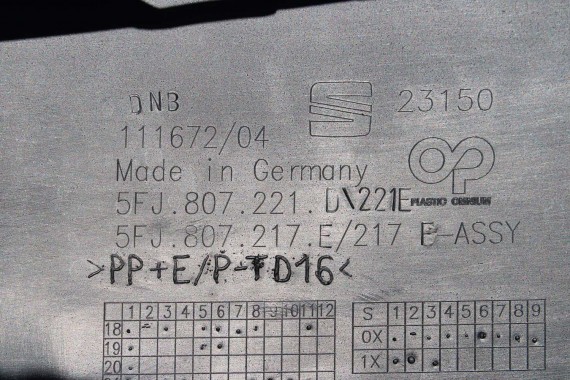 DNB 23150
111672/04
Made in Germany
5FJ.807.221.D\221E PLASTIC OMNIUM
5FJ.807.217.E/217 -ASSY
>PP+E/P-TD16<
1 2 3 4 5 6 7 8 9 10 11 12 S 1 2 3 4 5 6 7 8 9
18 0X
19 1X
20